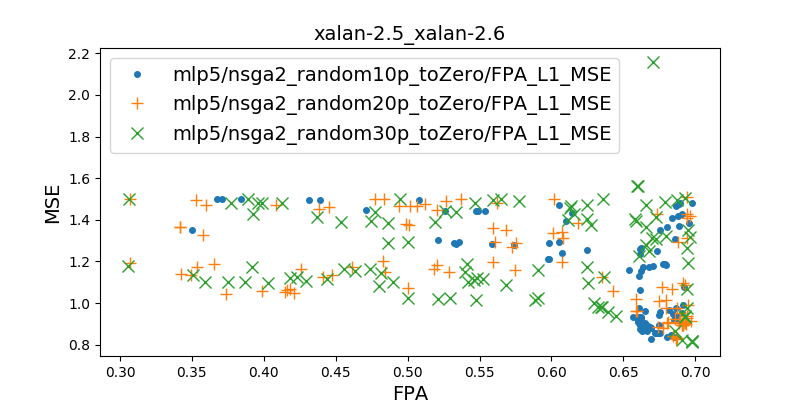 xalan-2.5_xalan-2.6
2.2
2.0
1.8
1.6
1.4
1.2
1.0
0.8
MSE
mlp5/nsga2_random10p_toZero/FPA_L1_MSE
mlp5/nsga2_random20p_toZero/FPA_L1_MSE
mlp5/nsga2_random30p_toZero/FPA_L1_MSE
0.30 0.35 0.40 0.45 0.50 0.55 0.60 0.65 0.70
FPA